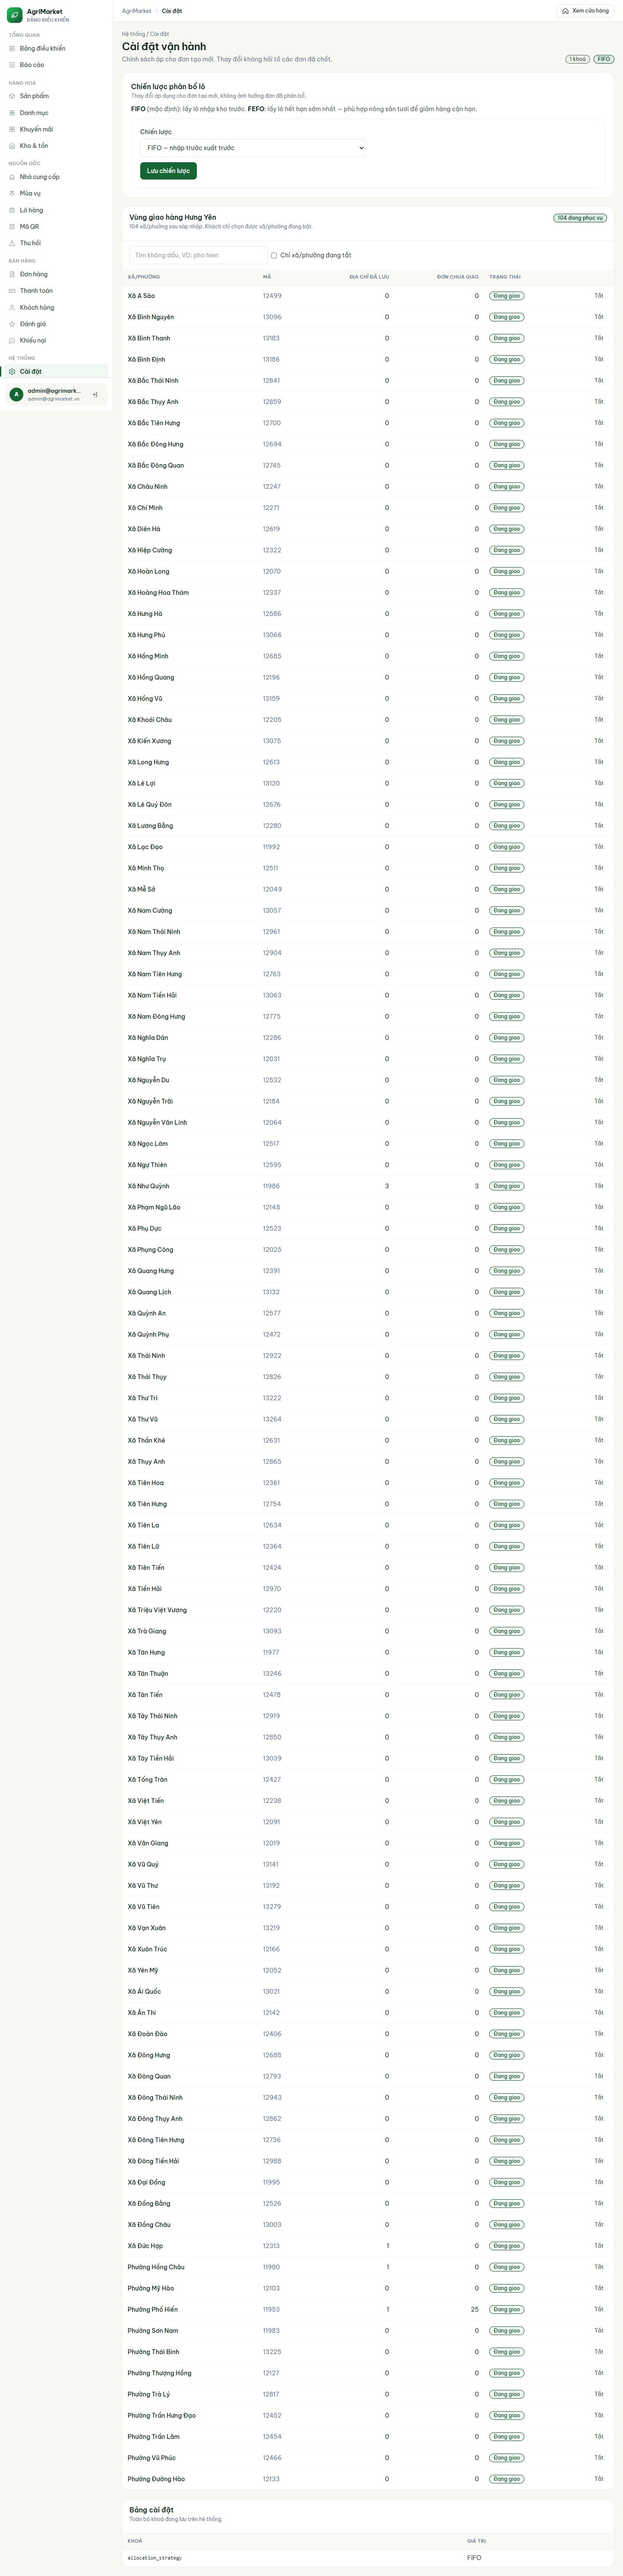 AgriMarket
BẢNG ĐIỀU KHIỂN
TỔNG QUAN
Bảng điều khiển
Báo cáo
HÀNG HOÁ
Sản phẩm
Danh mục
Khuyến mãi
Kho & tồn
NGUỒN GỐC
Nhà cung cấp
Mùa vụ
Lô hàng
Mã QR
Thu hồi
BÁN HÀNG
Đơn hàng
Thanh toán
Khách hàng
Đánh giá
Khiếu nại
HỆ THỐNG
Cài đặt
A
admin@agrimark...
admin@agrimarket.vn
AgriMarket › Cài đặt
Xem cửa hàng
Hệ thống / Cài đặt
Cài đặt vận hành
Chính sách áp cho đơn tạo mới. Thay đổi không hồi tố các đơn đã chốt.
1 khoá FIFO
Chiến lược phân bổ lô
Thay đổi áp dụng cho đơn tạo mới, không ảnh hưởng đơn đã phân bổ.
FIFO (mặc định): lấy lô nhập kho trước. FEFO: lấy lô hết hạn sớm nhất — phù hợp nông sản tươi để giảm hàng cận hạn.
Chiến lược
FIFO — nhập trước xuất trước
Lưu chiến lược
Vùng giao hàng Hưng Yên
104 xã/phường sau sáp nhập. Khách chỉ chọn được xã/phường đang bật.
104 đang phục vụ
Tìm không dấu, VD: pho hien
Chỉ xã/phường đang tắt
XÃ/PHƯỜNG MÃ ĐỊA CHỈ ĐÃ LƯU ĐƠN CHƯA GIAO TRẠNG THÁI
Xã A Sào 12499 0 0 Đang giao Tắt
Xã Bình Nguyên 13096 0 0 Đang giao Tắt
Xã Bình Thanh 13183 0 0 Đang giao Tắt
Xã Bình Định 13186 0 0 Đang giao Tắt
Xã Bắc Thái Ninh 12841 0 0 Đang giao Tắt
Xã Bắc Thụy Anh 12859 0 0 Đang giao Tắt
Xã Bắc Tiên Hưng 12700 0 0 Đang giao Tắt
Xã Bắc Đông Hưng 12694 0 0 Đang giao Tắt
Xã Bắc Đông Quan 12745 0 0 Đang giao Tắt
Xã Châu Ninh 12247 0 0 Đang giao Tắt
Xã Chí Minh 12271 0 0 Đang giao Tắt
Xã Diên Hà 12619 0 0 Đang giao Tắt
Xã Hiệp Cường 12322 0 0 Đang giao Tắt
Xã Hoàn Long 12070 0 0 Đang giao Tắt
Xã Hoàng Hoa Thám 12337 0 0 Đang giao Tắt
Xã Hưng Hà 12586 0 0 Đang giao Tắt
Xã Hưng Phú 13066 0 0 Đang giao Tắt
Xã Hồng Minh 12685 0 0 Đang giao Tắt
Xã Hồng Quang 12196 0 0 Đang giao Tắt
Xã Hồng Vũ 13159 0 0 Đang giao Tắt
Xã Khoái Châu 12205 0 0 Đang giao Tắt
Xã Kiến Xương 13075 0 0 Đang giao Tắt
Xã Long Hưng 12613 0 0 Đang giao Tắt
Xã Lê Lợi 13120 0 0 Đang giao Tắt
Xã Lê Quý Đôn 12676 0 0 Đang giao Tắt
Xã Lương Bằng 12280 0 0 Đang giao Tắt
Xã Lạc Đạo 11992 0 0 Đang giao Tắt
Xã Minh Thọ 12511 0 0 Đang giao Tắt
Xã Mễ Sở 12049 0 0 Đang giao Tắt
Xã Nam Cường 13057 0 0 Đang giao Tắt
Xã Nam Thái Ninh 12961 0 0 Đang giao Tắt
Xã Nam Thụy Anh 12904 0 0 Đang giao Tắt
Xã Nam Tiên Hưng 12763 0 0 Đang giao Tắt
Xã Nam Tiền Hải 13063 0 0 Đang giao Tắt
Xã Nam Đông Hưng 12775 0 0 Đang giao Tắt
Xã Nghĩa Dân 12286 0 0 Đang giao Tắt
Xã Nghĩa Trụ 12031 0 0 Đang giao Tắt
Xã Nguyễn Du 12532 0 0 Đang giao Tắt
Xã Nguyễn Trãi 12184 0 0 Đang giao Tắt
Xã Nguyễn Văn Linh 12064 0 0 Đang giao Tắt
Xã Ngọc Lâm 12517 0 0 Đang giao Tắt
Xã Ngự Thiên 12595 0 0 Đang giao Tắt
Xã Như Quỳnh 11986 3 3 Đang giao Tắt
Xã Phạm Ngũ Lão 12148 0 0 Đang giao Tắt
Xã Phụ Dực 12523 0 0 Đang giao Tắt
Xã Phụng Công 12025 0 0 Đang giao Tắt
Xã Quang Hưng 12391 0 0 Đang giao Tắt
Xã Quang Lịch 13132 0 0 Đang giao Tắt
Xã Quỳnh An 12577 0 0 Đang giao Tắt
Xã Quỳnh Phụ 12472 0 0 Đang giao Tắt
Xã Thái Ninh 12922 0 0 Đang giao Tắt
Xã Thái Thụy 12826 0 0 Đang giao Tắt
Xã Thư Trì 13222 0 0 Đang giao Tắt
Xã Thư Vũ 13264 0 0 Đang giao Tắt
Xã Thần Khê 12631 0 0 Đang giao Tắt
Xã Thụy Anh 12865 0 0 Đang giao Tắt
Xã Tiên Hoa 12361 0 0 Đang giao Tắt
Xã Tiên Hưng 12754 0 0 Đang giao Tắt
Xã Tiên La 12634 0 0 Đang giao Tắt
Xã Tiên Lữ 12364 0 0 Đang giao Tắt
Xã Tiên Tiến 12424 0 0 Đang giao Tắt
Xã Tiền Hải 12970 0 0 Đang giao Tắt
Xã Triệu Việt Vương 12220 0 0 Đang giao Tắt
Xã Trà Giang 13093 0 0 Đang giao Tắt
Xã Tân Hưng 11977 0 0 Đang giao Tắt
Xã Tân Thuận 13246 0 0 Đang giao Tắt
Xã Tân Tiến 12478 0 0 Đang giao Tắt
Xã Tây Thái Ninh 12919 0 0 Đang giao Tắt
Xã Tây Thụy Anh 12850 0 0 Đang giao Tắt
Xã Tây Tiền Hải 13039 0 0 Đang giao Tắt
Xã Tống Trân 12427 0 0 Đang giao Tắt
Xã Việt Tiến 12238 0 0 Đang giao Tắt
Xã Việt Yên 12091 0 0 Đang giao Tắt
Xã Văn Giang 12019 0 0 Đang giao Tắt
Xã Vũ Quý 13141 0 0 Đang giao Tắt
Xã Vũ Thư 13192 0 0 Đang giao Tắt
Xã Vũ Tiên 13279 0 0 Đang giao Tắt
Xã Vạn Xuân 13219 0 0 Đang giao Tắt
Xã Xuân Trúc 12166 0 0 Đang giao Tắt
Xã Yên Mỹ 12052 0 0 Đang giao Tắt
Xã Ái Quốc 13021 0 0 Đang giao Tắt
Xã Ân Thi 12142 0 0 Đang giao Tắt
Xã Đoàn Đào 12406 0 0 Đang giao Tắt
Xã Đông Hưng 12688 0 0 Đang giao Tắt
Xã Đông Quan 12793 0 0 Đang giao Tắt
Xã Đông Thái Ninh 12943 0 0 Đang giao Tắt
Xã Đông Thụy Anh 12862 0 0 Đang giao Tắt
Xã Đông Tiên Hưng 12736 0 0 Đang giao Tắt
Xã Đông Tiền Hải 12988 0 0 Đang giao Tắt
Xã Đại Đồng 11995 0 0 Đang giao Tắt
Xã Đồng Bằng 12526 0 0 Đang giao Tắt
Xã Đồng Châu 13003 0 0 Đang giao Tắt
Xã Đức Hợp 12313 1 0 Đang giao Tắt
Phường Hồng Châu 11980 1 0 Đang giao Tắt
Phường Mỹ Hào 12103 0 0 Đang giao Tắt
Phường Phố Hiến 11953 1 25 Đang giao Tắt
Phường Sơn Nam 11983 0 0 Đang giao Tắt
Phường Thái Bình 13225 0 0 Đang giao Tắt
Phường Thượng Hồng 12127 0 0 Đang giao Tắt
Phường Trà Lý 12817 0 0 Đang giao Tắt
Phường Trần Hưng Đạo 12452 0 0 Đang giao Tắt
Phường Trần Lãm 12454 0 0 Đang giao Tắt
Phường Vũ Phúc 12466 0 0 Đang giao Tắt
Phường Đường Hào 12133 0 0 Đang giao Tắt
Bảng cài đặt
Toàn bộ khoá đang lưu trên hệ thống.
KHOÁ GIÁ TRỊ
allocation_strategy FIFO